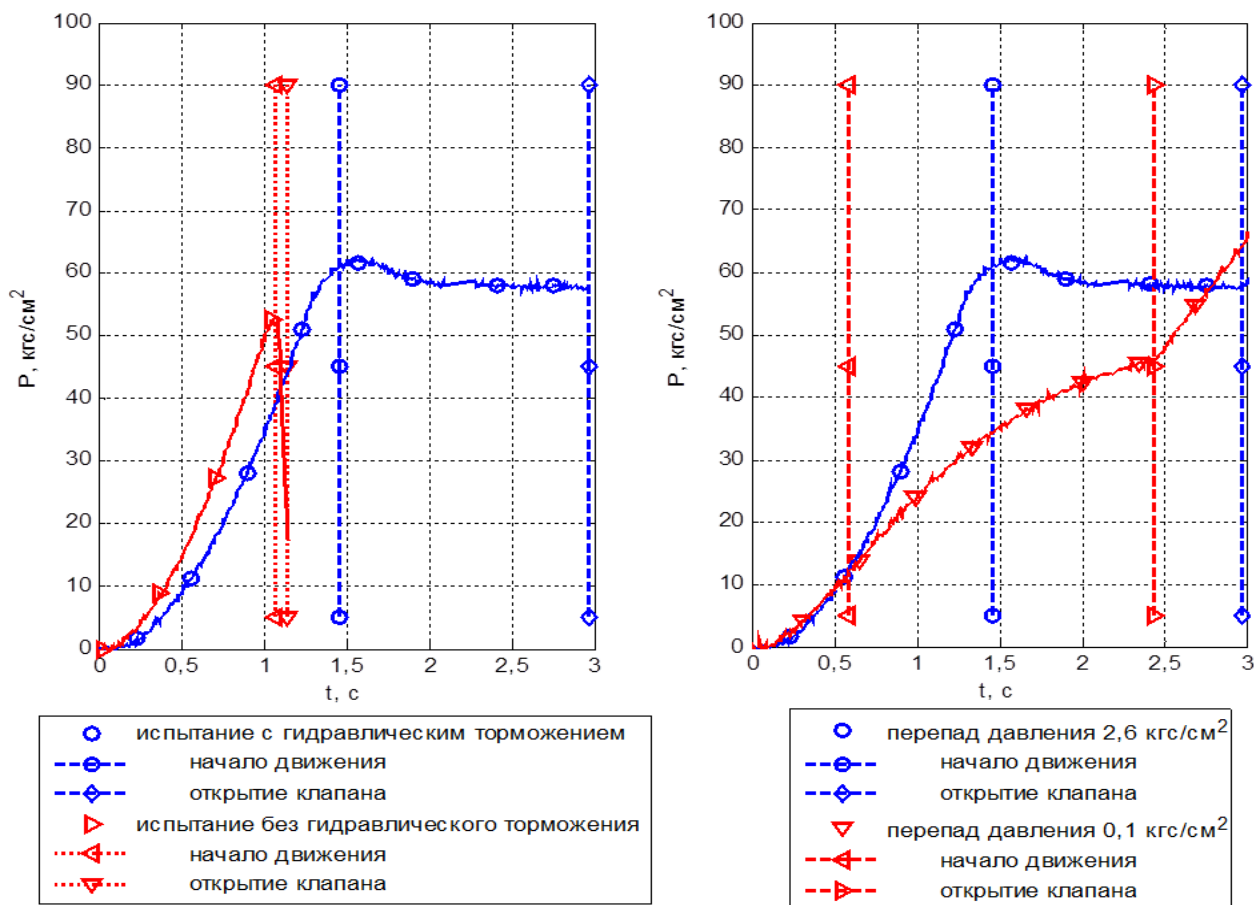 100
90
80
70
60
50
40
30
20
10
0
P, кгс/см²
0 0,5 1 1,5 2 2,5 3
t, с
испытание с гидравлическим торможением
начало движения
открытие клапана
испытание без гидравлического торможения
начало движения
открытие клапана
100
90
80
70
60
50
40
30
20
10
0
P, кгс/см²
0 0,5 1 1,5 2 2,5 3
t, с
перепад давления 2,6 кгс/см²
начало движения
открытие клапана
перепад давления 0,1 кгс/см²
начало движения
открытие клапана